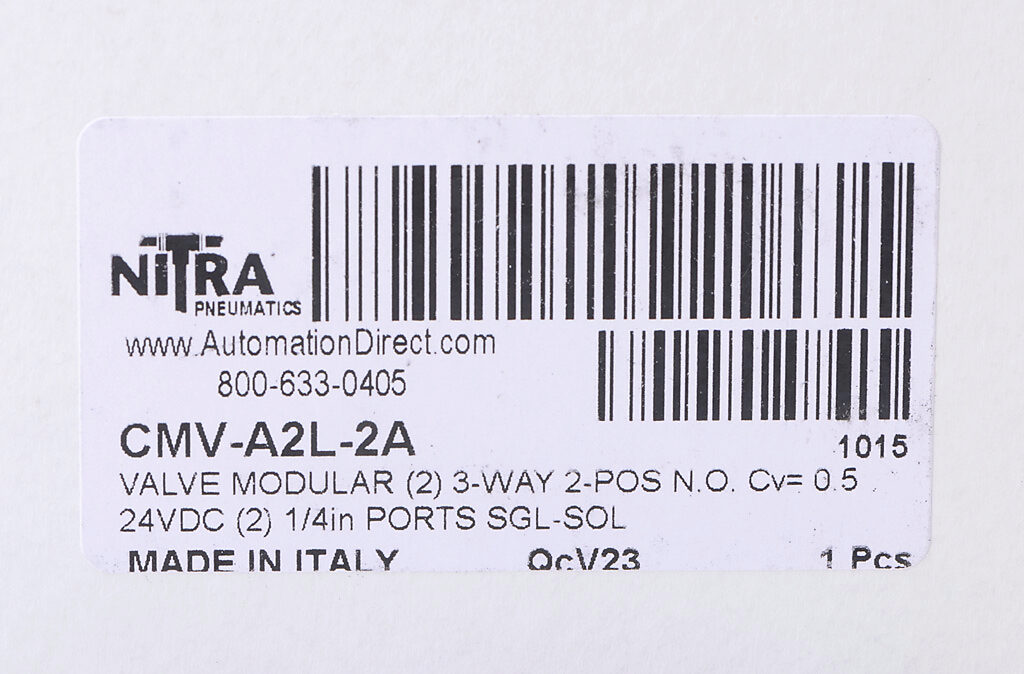 NITRA
PNEUMATICS
www.AutomationDirect.com
800-633-0405
CMV-A2L-2A
1015
VALVE MODULAR (2) 3-WAY 2-POS N.O. Cv= 0.5
24VDC (2) 1/4in PORTS SGL-SOL
MADE IN ITALY QcV23 1 Pcs